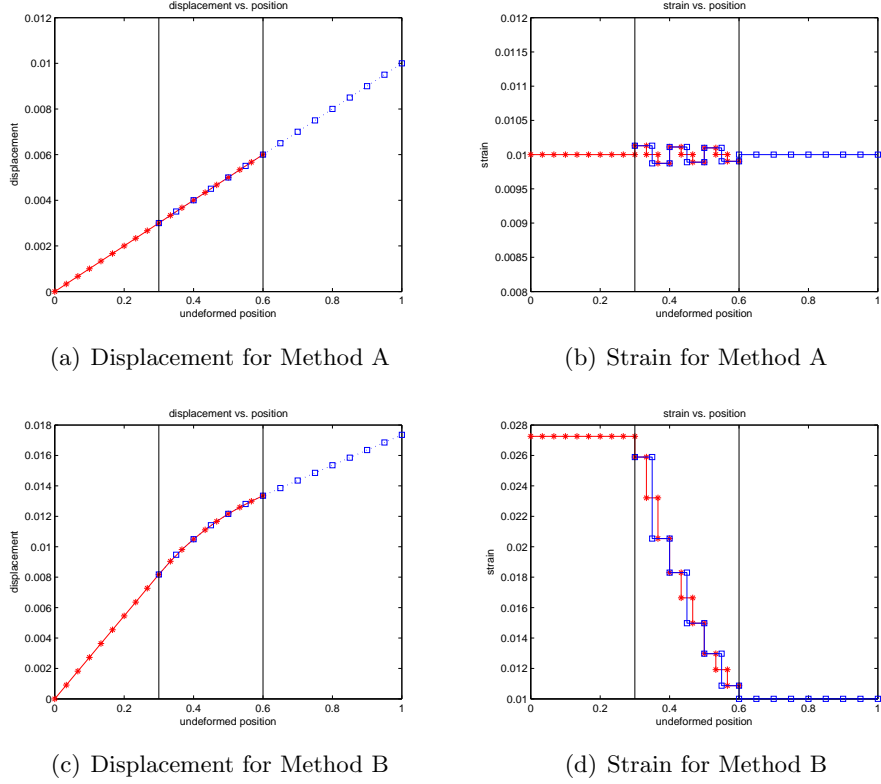 displacement vs. position
0.012
0.01
0.008
0.006
0.004
0.002
0
displacement
0 0.2 0.4 0.6 0.8 1
undeformed position
(a) Displacement for Method A
strain vs. position
0.012
0.0115
0.011
0.0105
0.01
0.0095
0.009
0.0085
0.008
strain
0 0.2 0.4 0.6 0.8 1
undeformed position
(b) Strain for Method A
displacement vs. position
0.018
0.016
0.014
0.012
0.01
0.008
0.006
0.004
0.002
0
displacement
0 0.2 0.4 0.6 0.8 1
undeformed position
(c) Displacement for Method B
strain vs. position
0.028
0.026
0.024
0.022
0.02
0.018
0.016
0.014
0.012
0.01
strain
0 0.2 0.4 0.6 0.8 1
undeformed position
(d) Strain for Method B